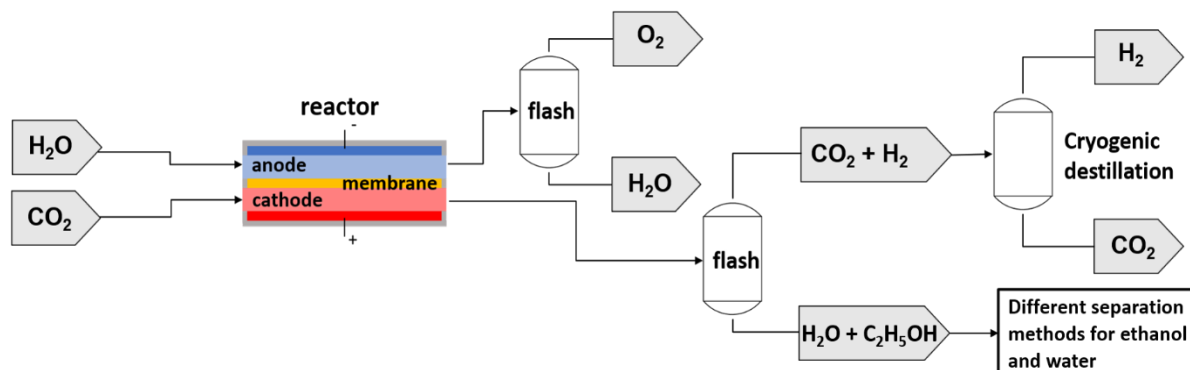 H₂O
CO₂
reactor
-
anode
membrane
cathode
+
flash
O₂
H₂O
flash
CO₂ + H₂
H₂O + C₂H₅OH
H₂
Cryogenic
destillation
CO₂
Different separation
methods for ethanol
and water